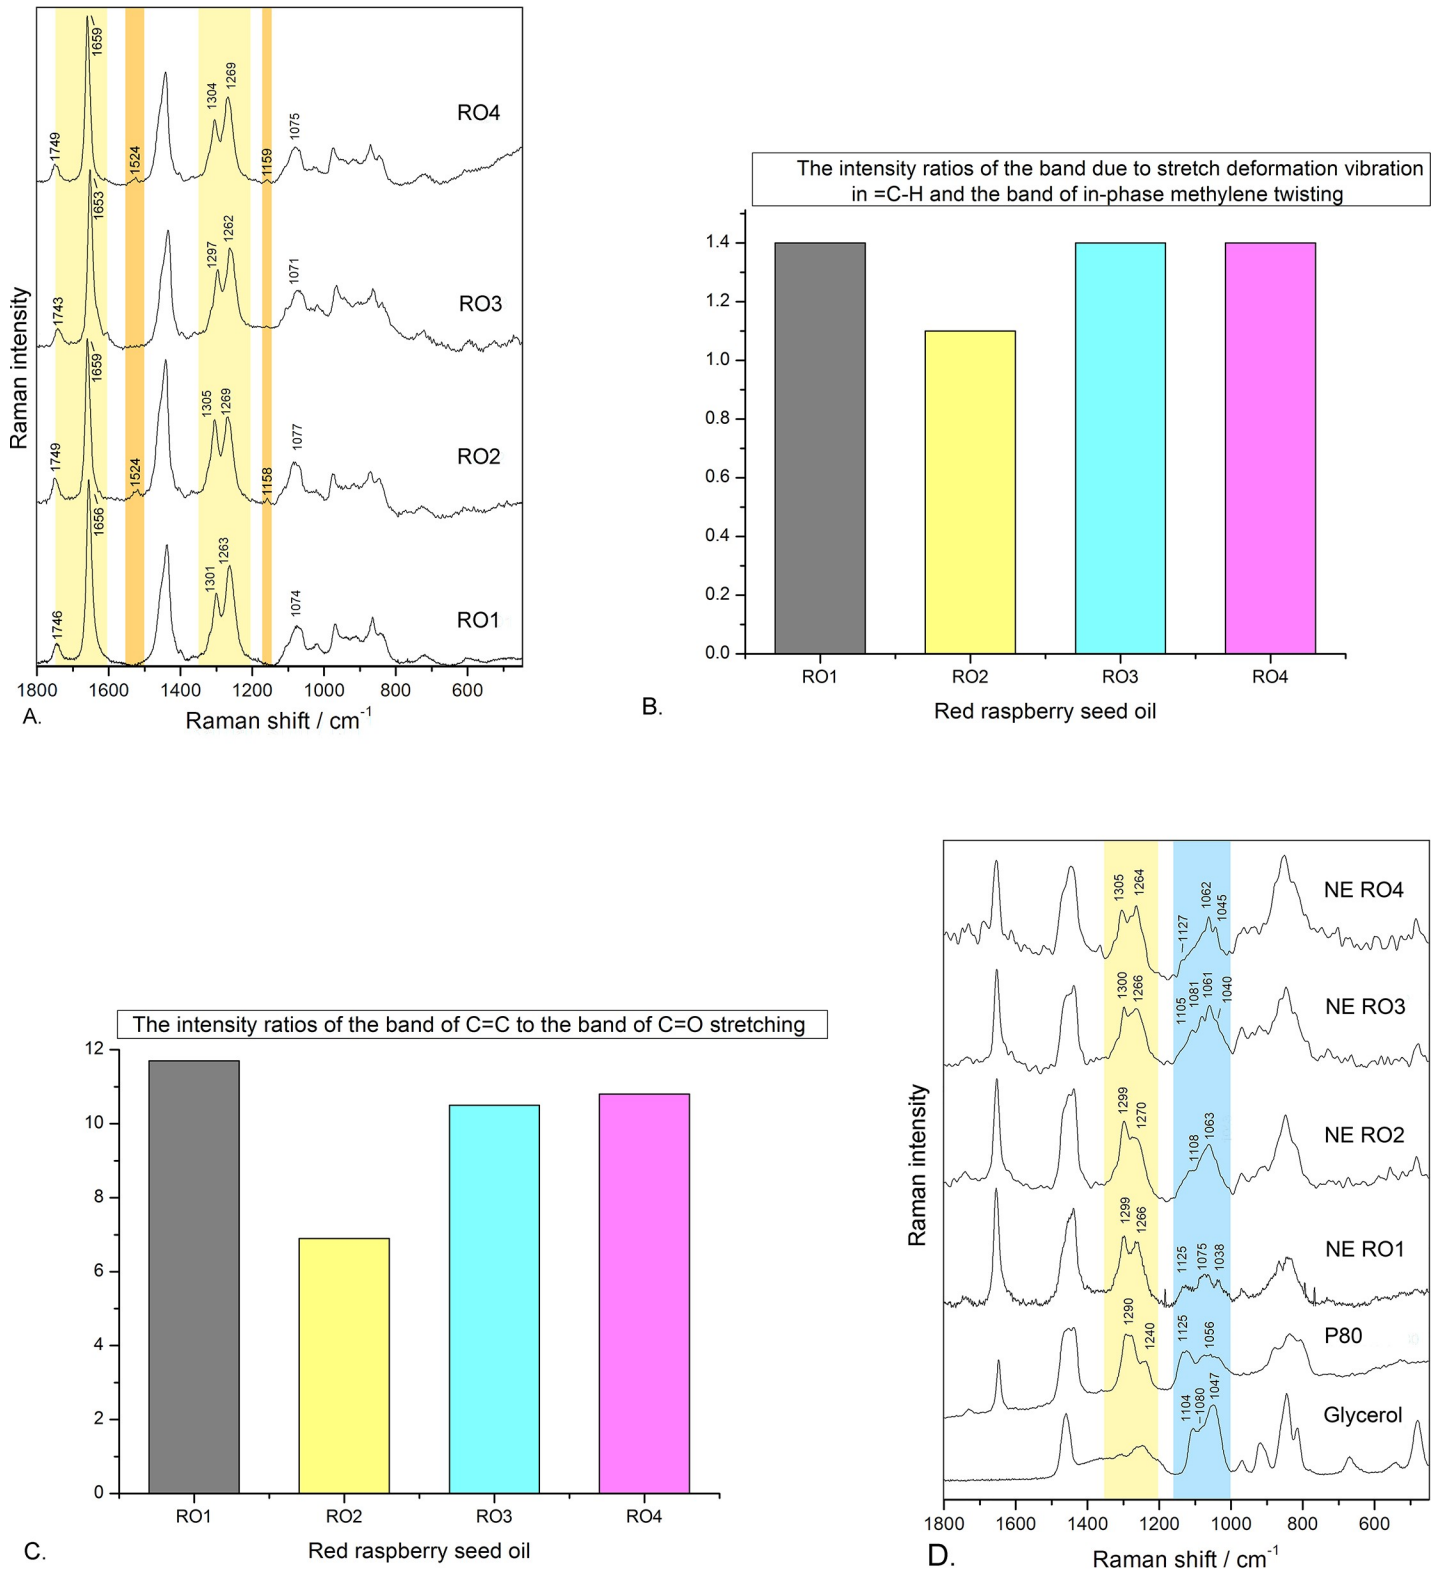 1659
1749
1524
1304
1269
1159
1075
RO4
1653
1743
1297
1262
1071
RO3
1659
1749
1524
1305
1269
1158
1077
RO2
1656
1746
1301
1263
1074
RO1
Raman intensity
1800 1600 1400 1200 1000 800 600
Raman shift / cm⁻¹
A.
The intensity ratios of the band due to stretch deformation vibration
in =C-H and the band of in-phase methylene twisting
1.4
1.2
1.0
0.8
0.6
0.4
0.2
0.0
RO1 RO2 RO3 RO4
Red raspberry seed oil
B.
The intensity ratios of the band of C=C to the band of C=O stretching
12
10
8
6
4
2
0
RO1 RO2 RO3 RO4
Red raspberry seed oil
C.
1305
1264
1127
1062
1045
NE RO4
1300
1266
1105
1081
1061
1040
NE RO3
1299
1270
1108
1063
NE RO2
1299
1266
1125
1075
1038
NE RO1
1290
1240
1125
1056
P80
1104
1080
1047
Glycerol
Raman intensity
1800 1600 1400 1200 1000 800 600
Raman shift / cm⁻¹
D.